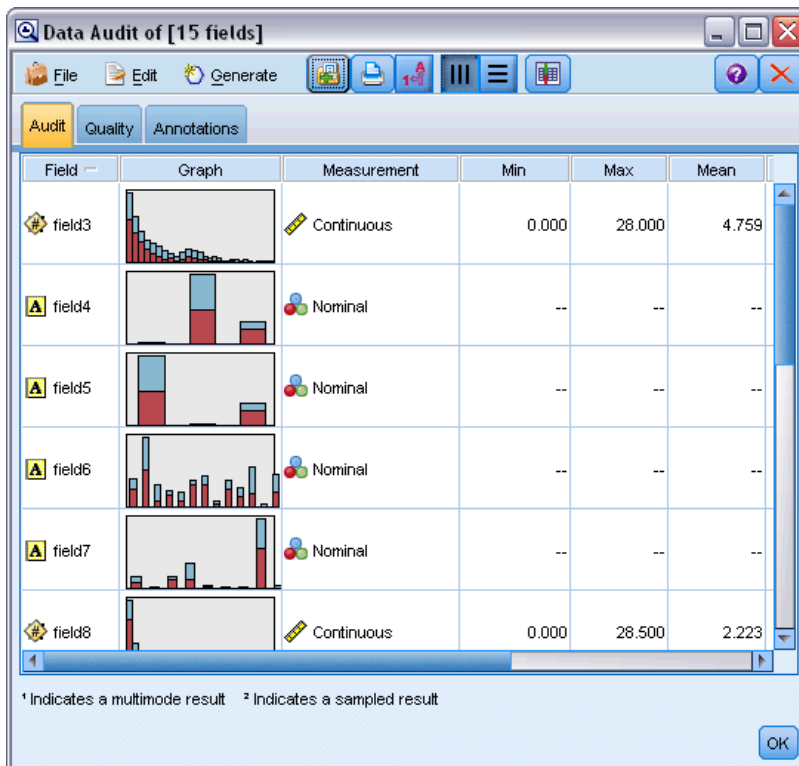 Data Audit of [15 fields]
File Edit Generate
Audit Quality Annotations
Field Graph Measurement Min Max Mean
field3 Continuous 0.000 28.000 4.759
A field4 Nominal -- -- --
A field5 Nominal -- -- --
A field6 Nominal -- -- --
A field7 Nominal -- -- --
field8 Continuous 0.000 28.500 2.223
¹ Indicates a multimode result ² Indicates a sampled result
OK